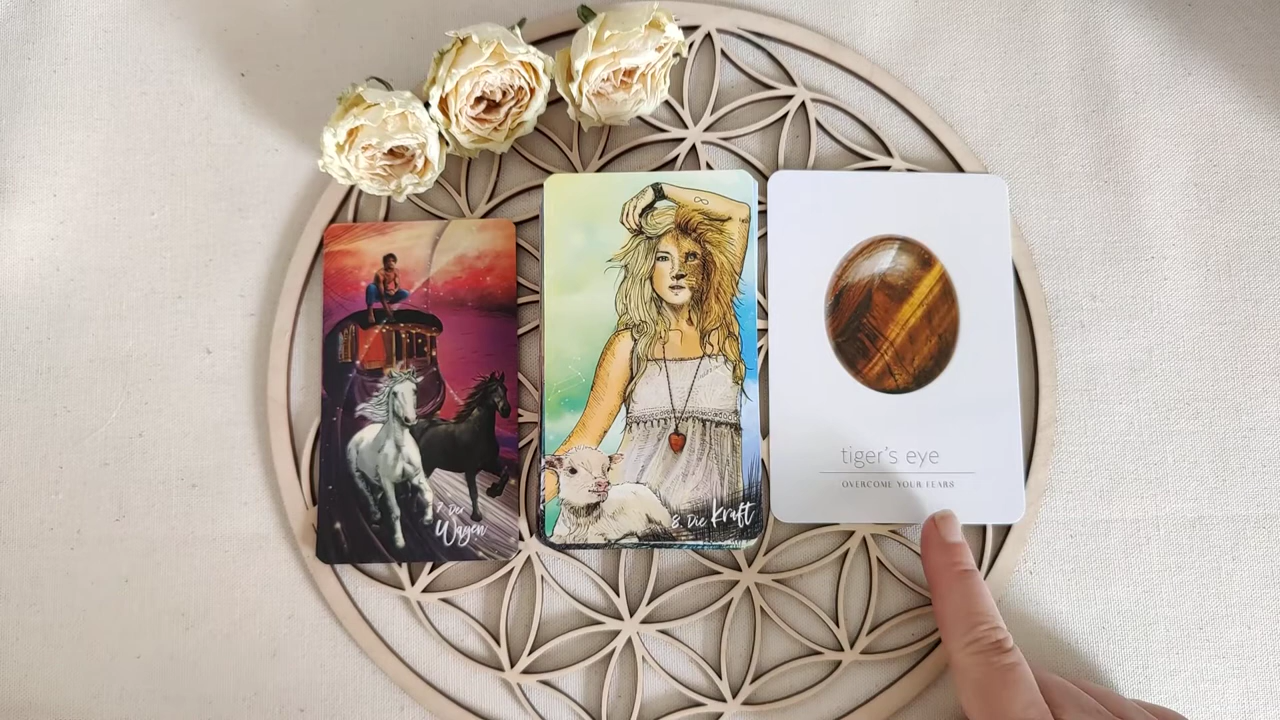 7. Der
Wagen
8. Die Kraft
tiger's eye
OVERCOME YOUR FEARS